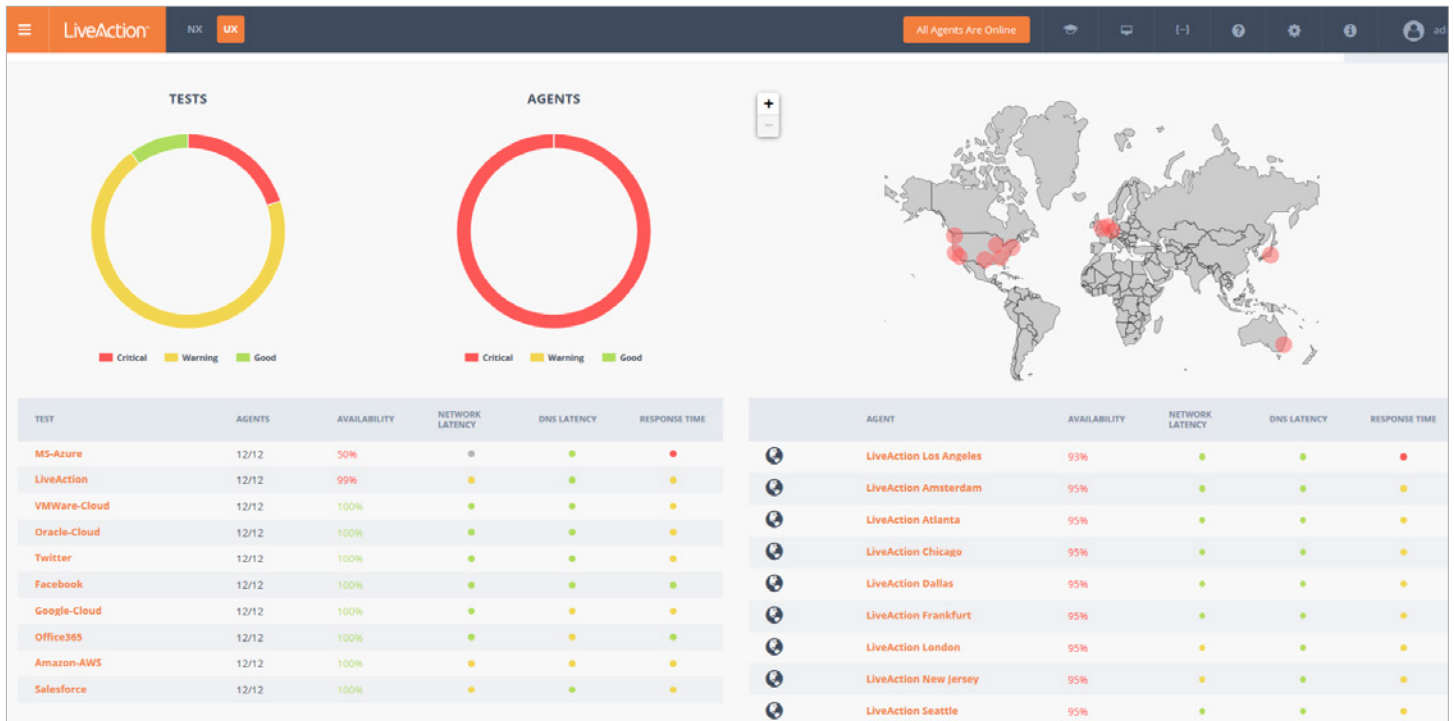 LiveAction™ NX UX All Agents Are Online {-} ad
TESTS
Critical Warning Good
AGENTS
Critical Warning Good
+
−
TEST AGENTS AVAILABILITY NETWORK LATENCY DNS LATENCY RESPONSE TIME
MS-Azure 12/12 50%
LiveAction 12/12 99%
VMWare-Cloud 12/12 100%
Oracle-Cloud 12/12 100%
Twitter 12/12 100%
Facebook 12/12 100%
Google-Cloud 12/12 100%
Office365 12/12 100%
Amazon-AWS 12/12 100%
Salesforce 12/12 100%
AGENT AVAILABILITY NETWORK LATENCY DNS LATENCY RESPONSE TIME
LiveAction Los Angeles 93%
LiveAction Amsterdam 95%
LiveAction Atlanta 95%
LiveAction Chicago 95%
LiveAction Dallas 95%
LiveAction Frankfurt 95%
LiveAction London 95%
LiveAction New Jersey 95%
LiveAction Seattle 95%